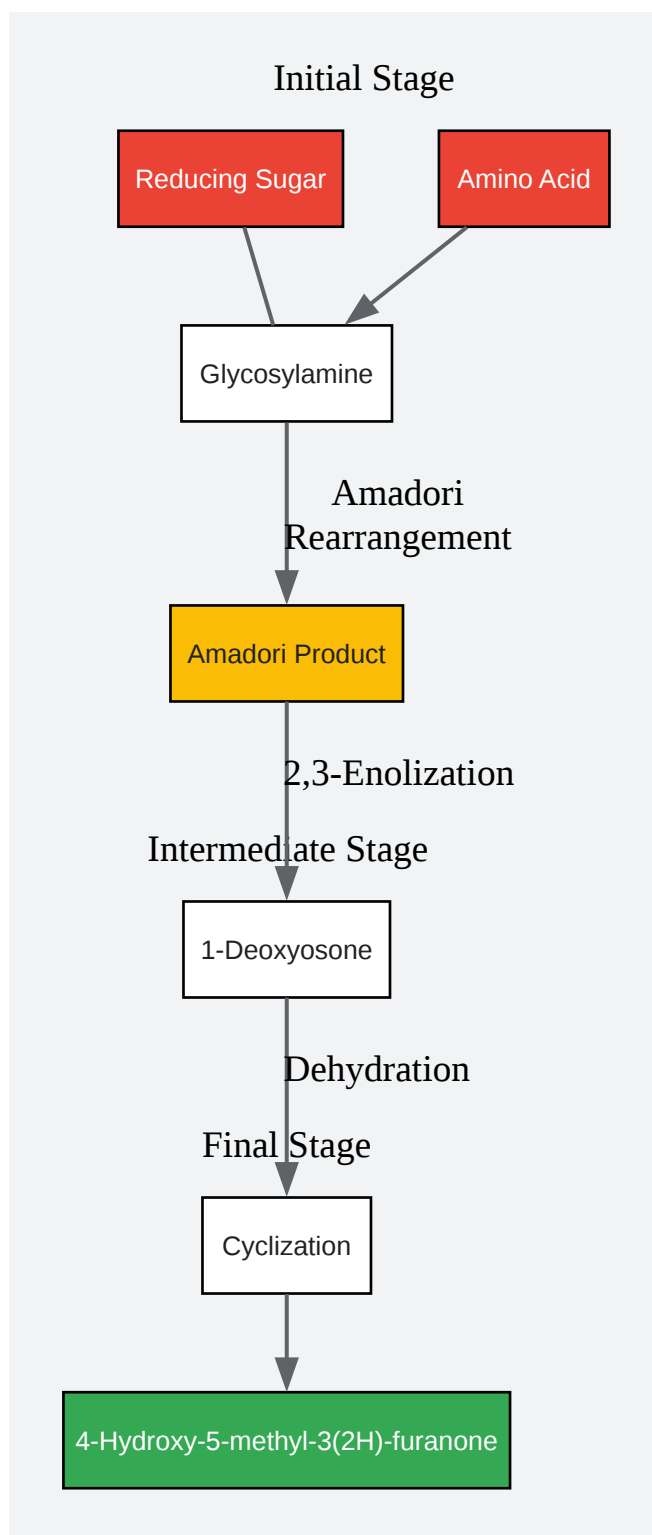 Initial Stage
Reducing Sugar
Amino Acid
Glycosylamine
Amadori
Rearrangement
Amadori Product
2,3-Enolization
Intermediate Stage
1-Deoxyosone
Dehydration
Final Stage
Cyclization
4-Hydroxy-5-methyl-3(2H)-furanone